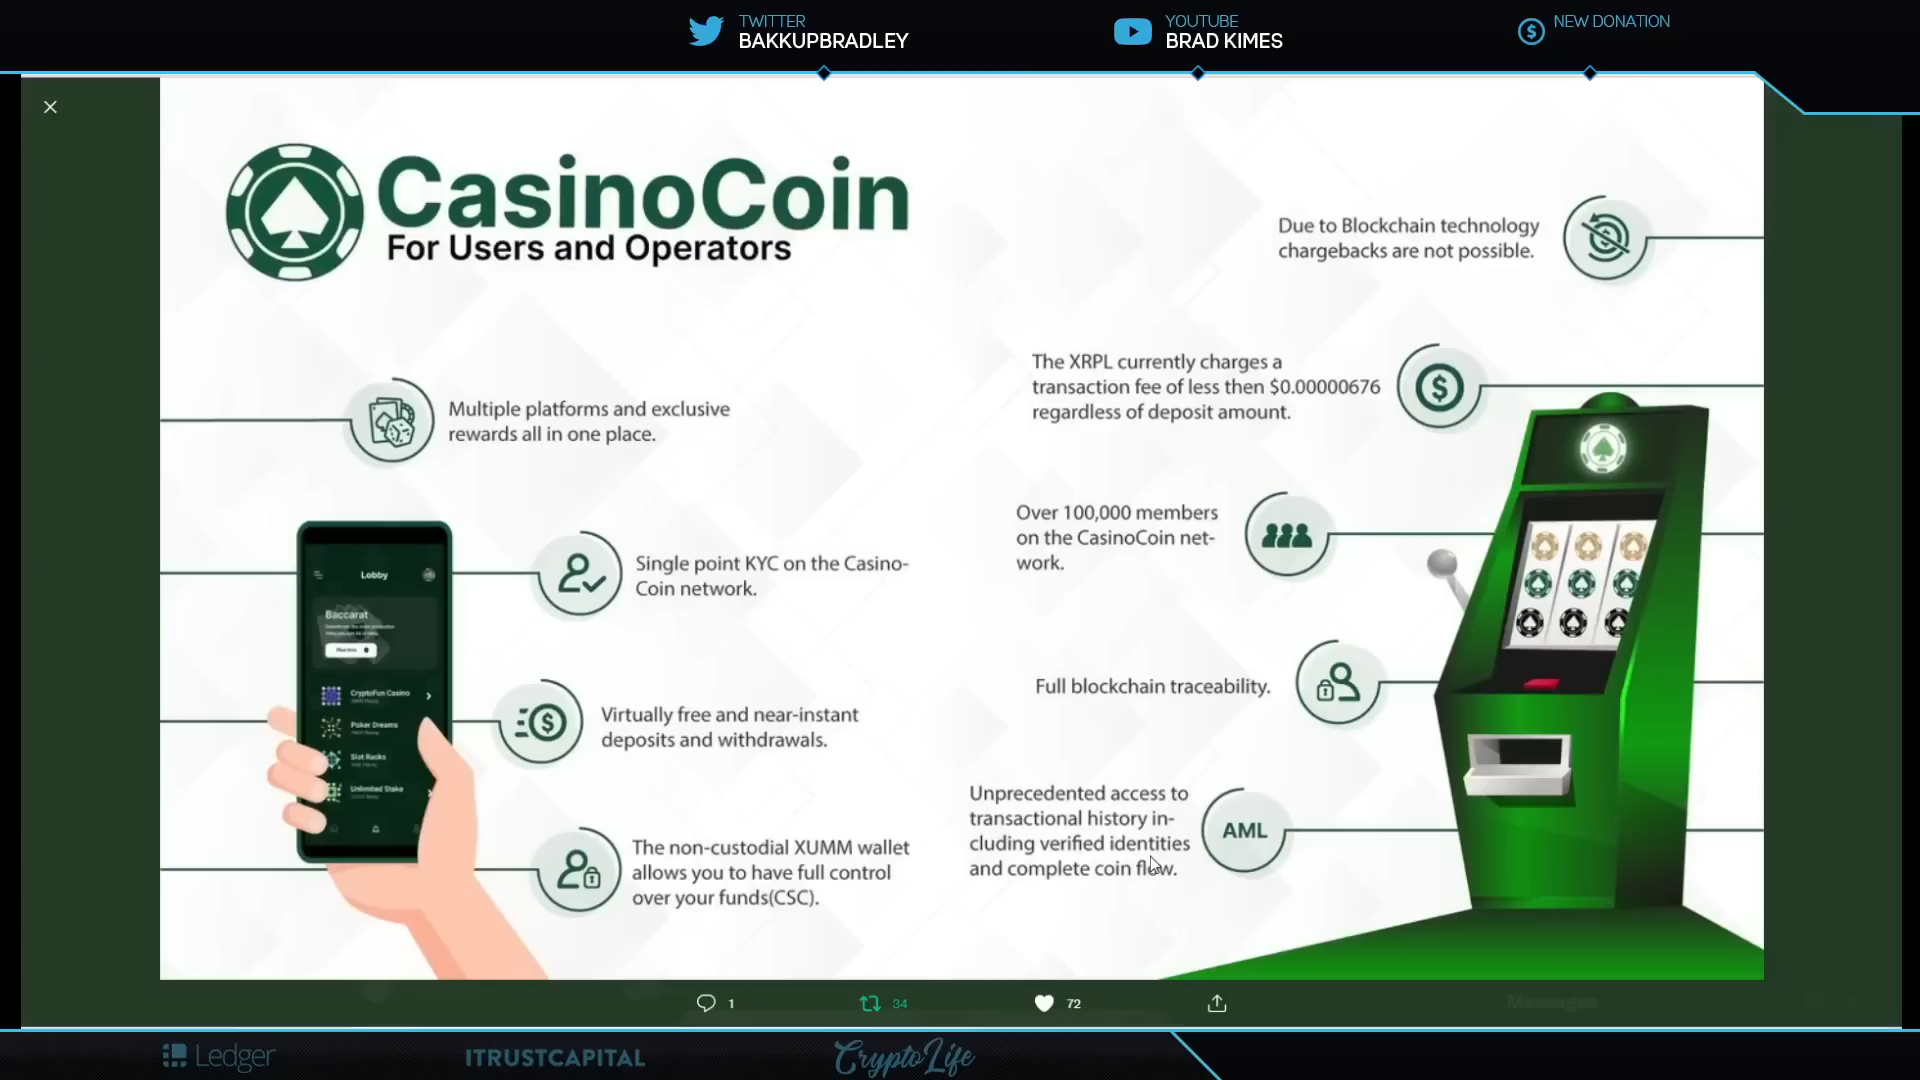 TWITTER
BAKKUPBRADLEY
YOUTUBE
BRAD KIMES
NEW DONATION
CasinoCoin
For Users and Operators
Multiple platforms and exclusive
rewards all in one place.
Single point KYC on the Casino-
Coin network.
Virtually free and near-instant
deposits and withdrawals.
The non-custodial XUMM wallet
allows you to have full control
over your funds(CSC).
Lobby
Baccarat
CryptoFun Casino
Poker Dreams
Slot Racks
Unlimited Stake
Due to Blockchain technology
chargebacks are not possible.
The XRPL currently charges a
transaction fee of less then $0.00000676
regardless of deposit amount.
Over 100,000 members
on the CasinoCoin net-
work.
Full blockchain traceability.
Unprecedented access to
transactional history in-
cluding verified identities
and complete coin flow.
AML
1
34
72
Messages
Ledger
ITRUSTCAPITAL
CryptoLife